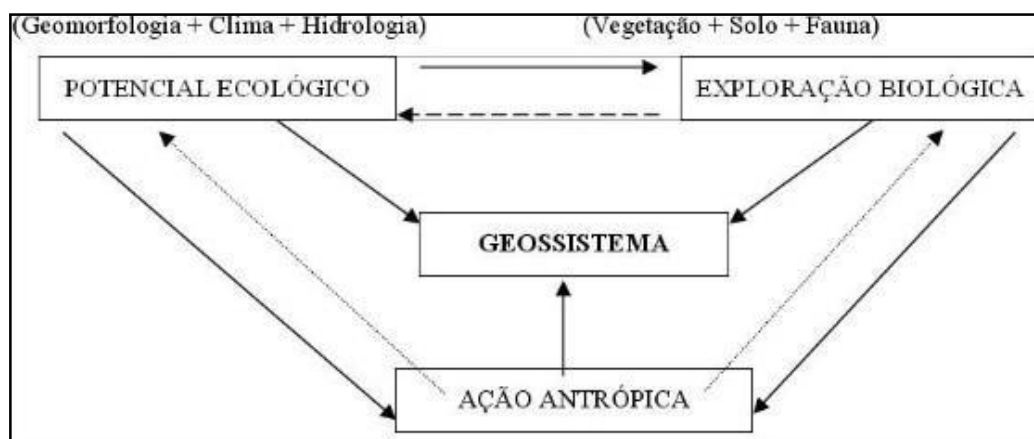 (Geomorfologia + Clima + Hidrologia)
(Vegetação + Solo + Fauna)
POTENCIAL ECOLÓGICO
EXPLORAÇÃO BIOLÓGICA
GEOSSISTEMA
AÇÃO ANTRÓPICA